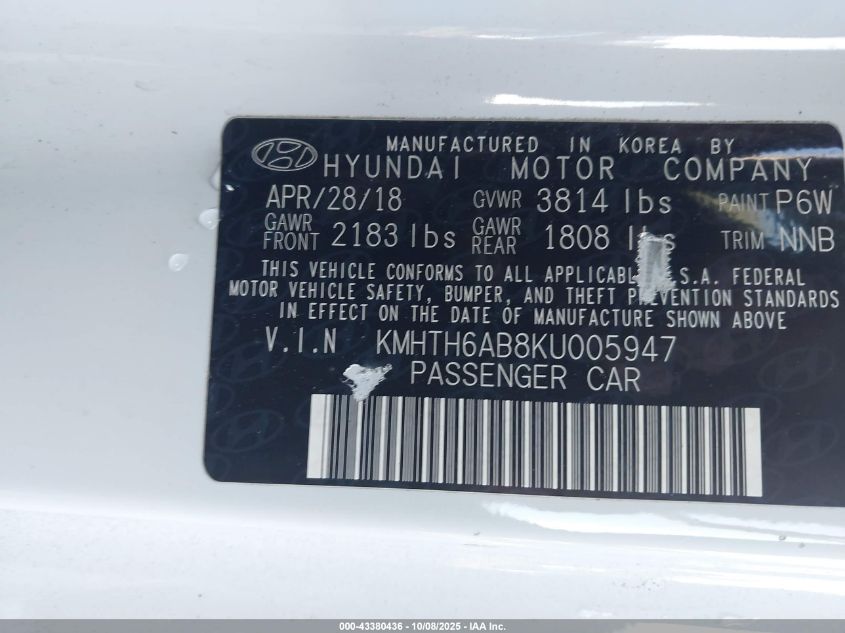 MANUFACTURED IN KOREA BY
HYUNDAI MOTOR COMPANY
APR/28/18 GVWR 3814 lbs PAINT P6W
GAWR FRONT 2183 lbs GAWR REAR 1808 lbs TRIM NNB
THIS VEHICLE CONFORMS TO ALL APPLICABLE U.S.A. FEDERAL
MOTOR VEHICLE SAFETY, BUMPER, AND THEFT PREVENTION STANDARDS
IN EFFECT ON THE DATE OF MANUFACTURE SHOWN ABOVE
V.I.N KMHTH6AB8KU005947
PASSENGER CAR
000-43380436 - 10/08/2025 - IAA Inc.